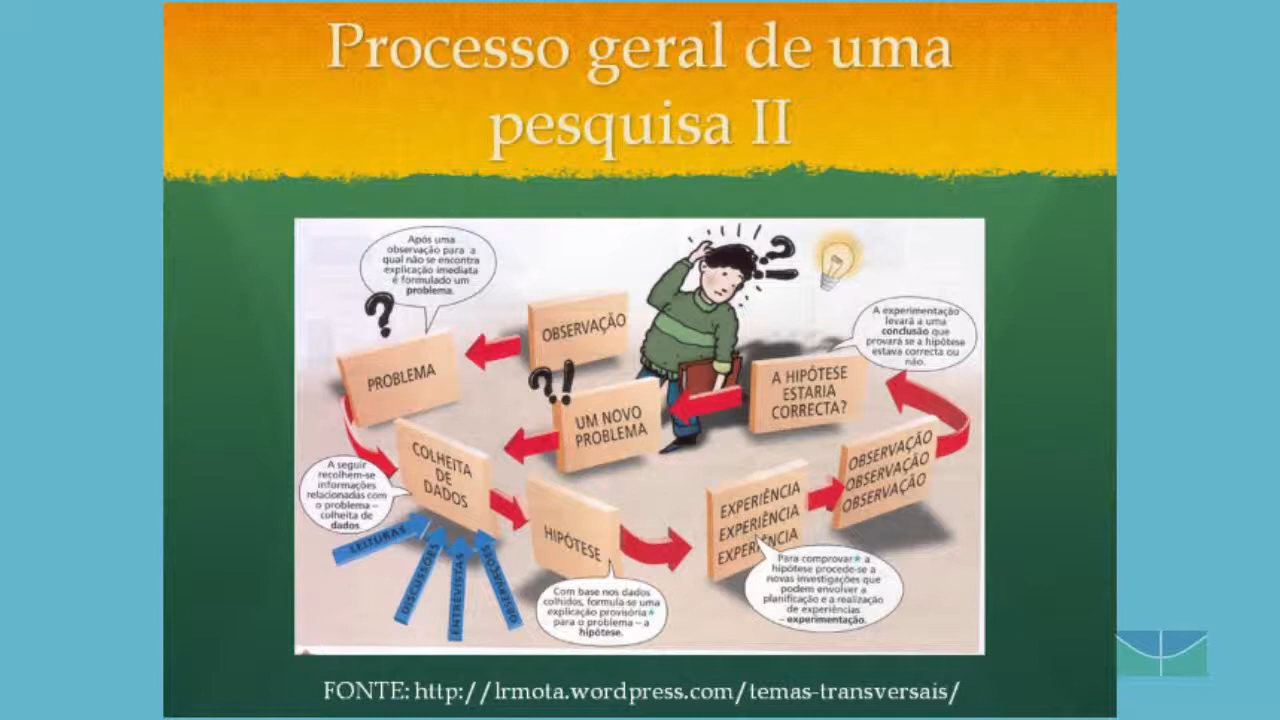 Processo geral de uma
pesquisa II
Após uma
observação para a
qual não se encontra
explicação imediata
é formulado um
problema.
?
OBSERVAÇÃO
?!
A experimentação
levará a uma
conclusão que
provará se a hipótese
estava correcta ou
não.
PROBLEMA
?!
UM NOVO
PROBLEMA
A HIPÓTESE
ESTARIA
CORRECTA?
COLHEITA
DE
DADOS
A seguir
recolhem-se
informações
relacionadas com
o problema –
colheita de
dados.
LEITURAS
DISCUSSÕES
ENTREVISTAS
HIPÓTESE
Com base nos dados
colhidos, formula-se uma
explicação provisória*
para o problema – a
hipótese.
EXPERIÊNCIA
EXPERIÊNCIA
EXPERIÊNCIA
OBSERVAÇÃO
OBSERVAÇÃO
OBSERVAÇÃO
Para comprovar* a
hipótese procede-se a
novas investigações que
podem envolver a
planificação e a realização
de experiências
– experimentação.
FONTE: http://lrmota.wordpress.com/temas-transversais/